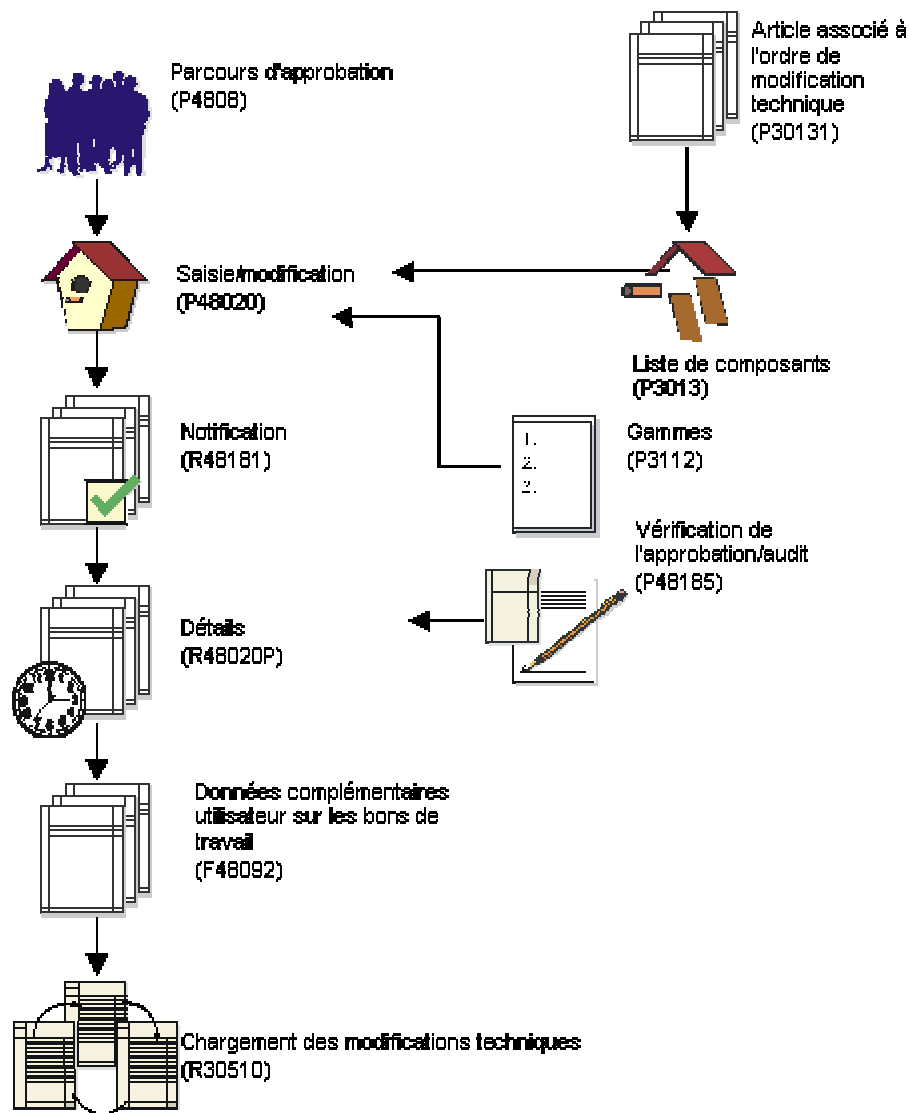 Parcours d'approbation
(P4808)
Article associé à
l'ordre de
modification
technique
(P30131)
Saisie/modification
(P48020)
Liste de composants
(P3013)
Notification
(R48181)
1.
2.
2.
Gammes
(P3112)
Vérification de
l'approbation/audit
(P48185)
Détails
(R48020P)
Données complémentaires
utilisateur sur les bons de
travail
(F48092)
Chargement des modifications techniques
(R30510)